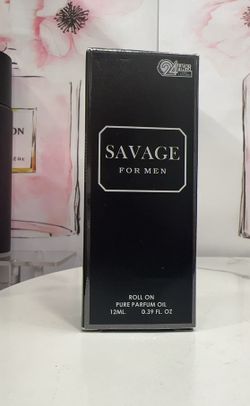 SAVAGE
FOR MEN
ROLL ON
PURE PARFUM OIL
12ML. 0.39 FL. OZ